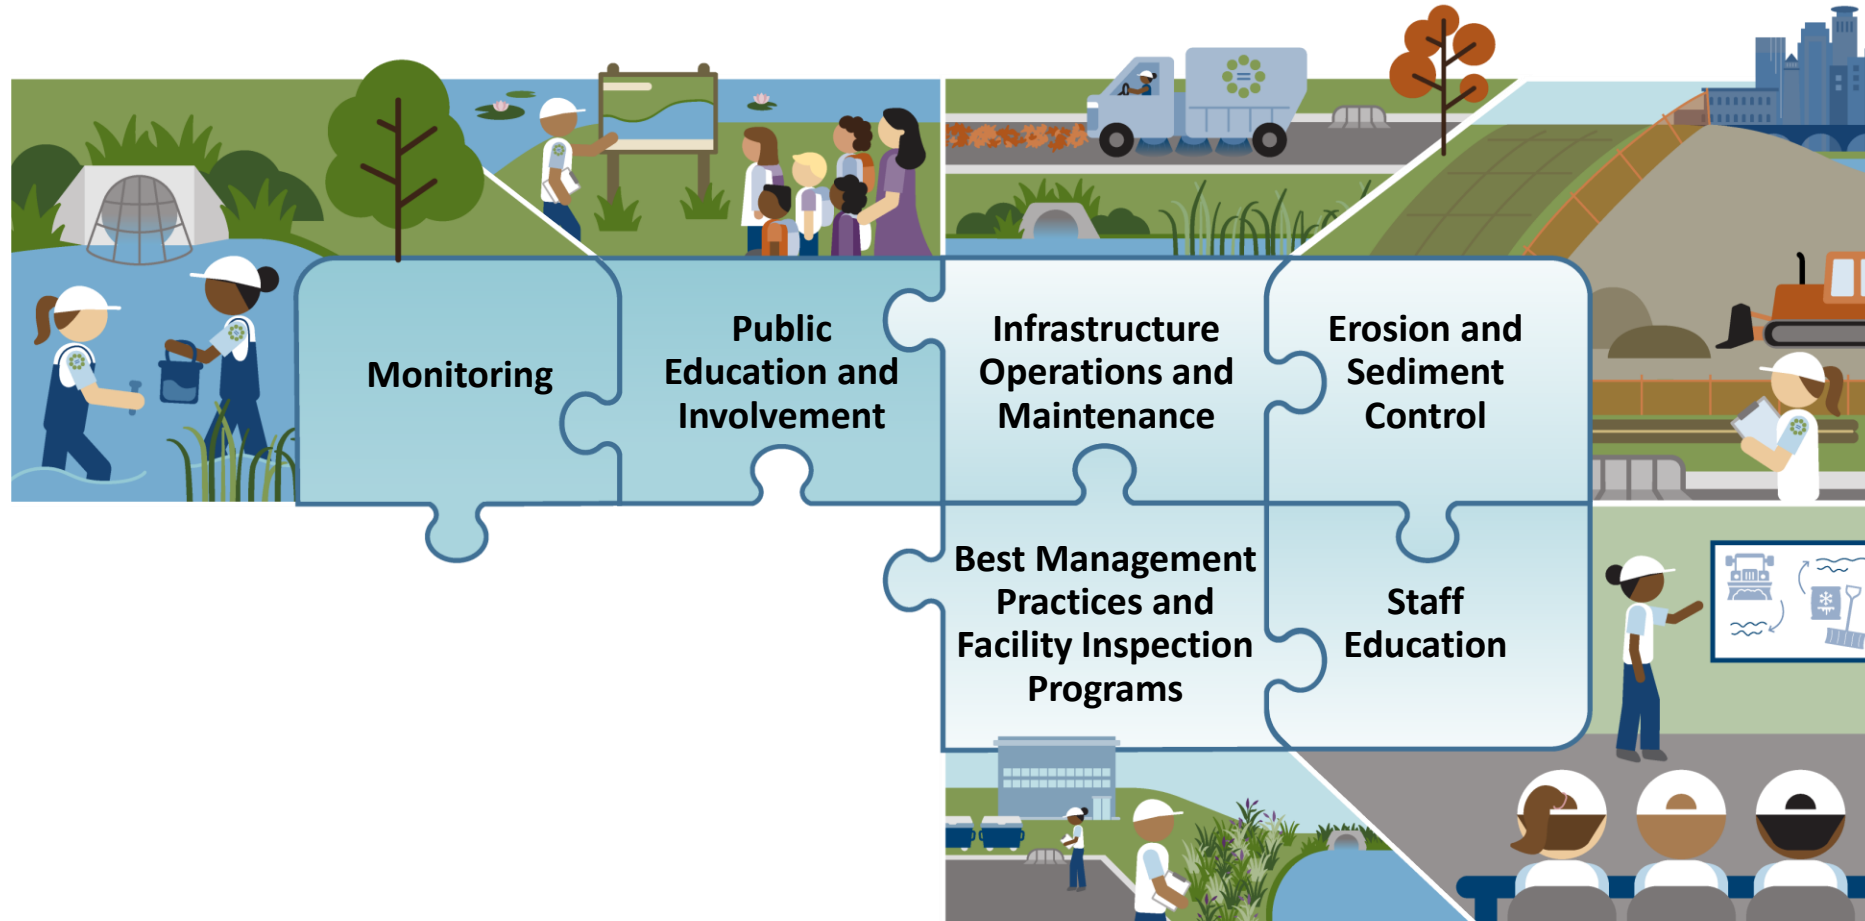 Monitoring
Public
Education and
Involvement
Infrastructure
Operations and
Maintenance
Erosion and
Sediment
Control
Best Management
Practices and
Facility Inspection
Programs
Staff
Education